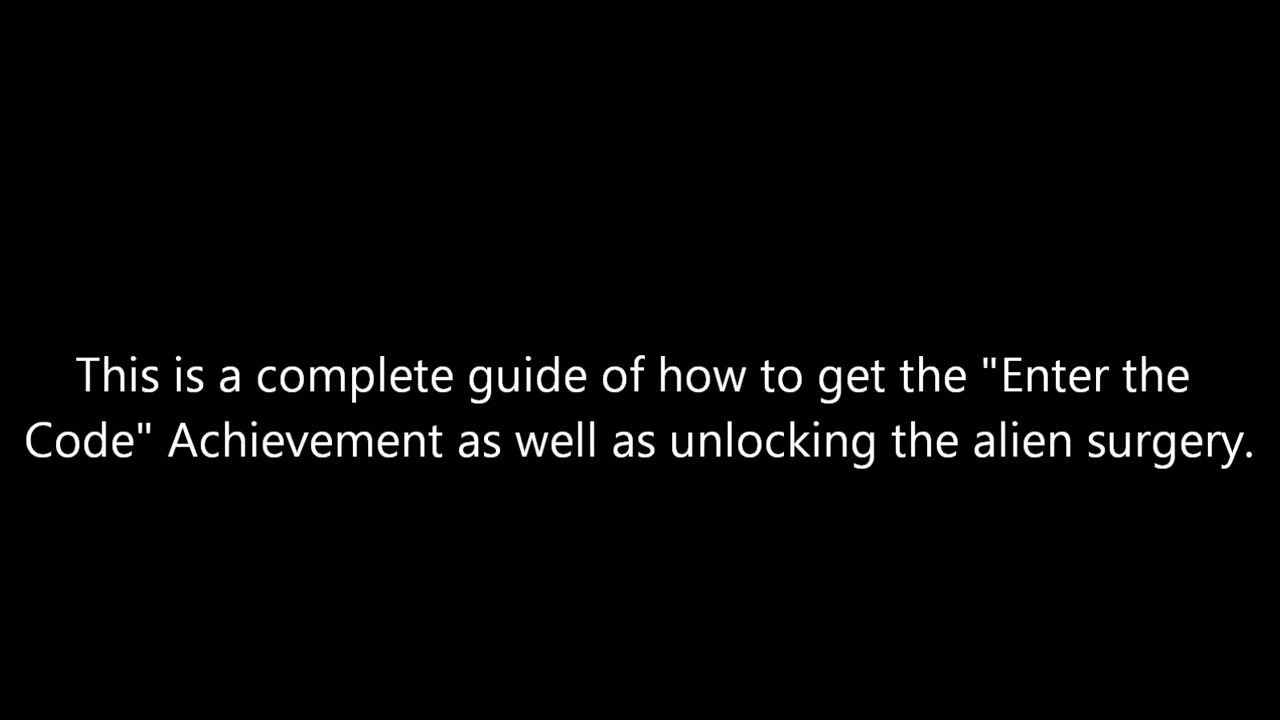 This is a complete guide of how to get the "Enter the
Code" Achievement as well as unlocking the alien surgery.